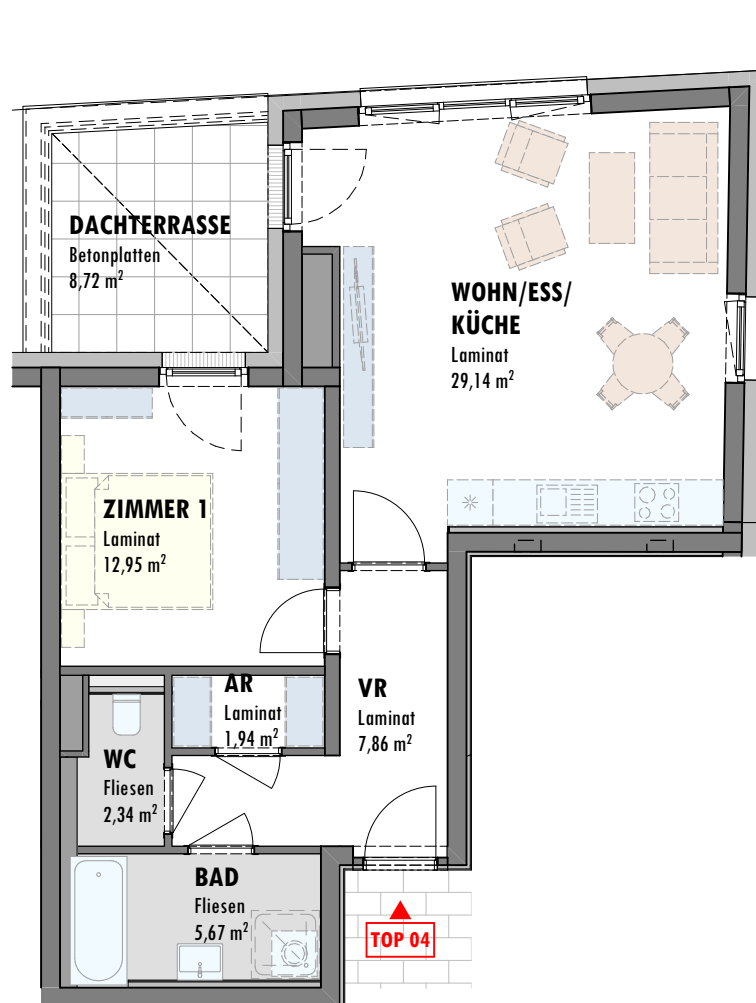 DACHTERRASSE
Betonplatten
8,72 m²
WOHN/ESS/
KÜCHE
Laminat
29,14 m²
ZIMMER 1
Laminat
12,95 m²
AR
Laminat
1,94 m²
VR
Laminat
7,86 m²
WC
Fliesen
2,34 m²
BAD
Fliesen
5,67 m²
TOP 04